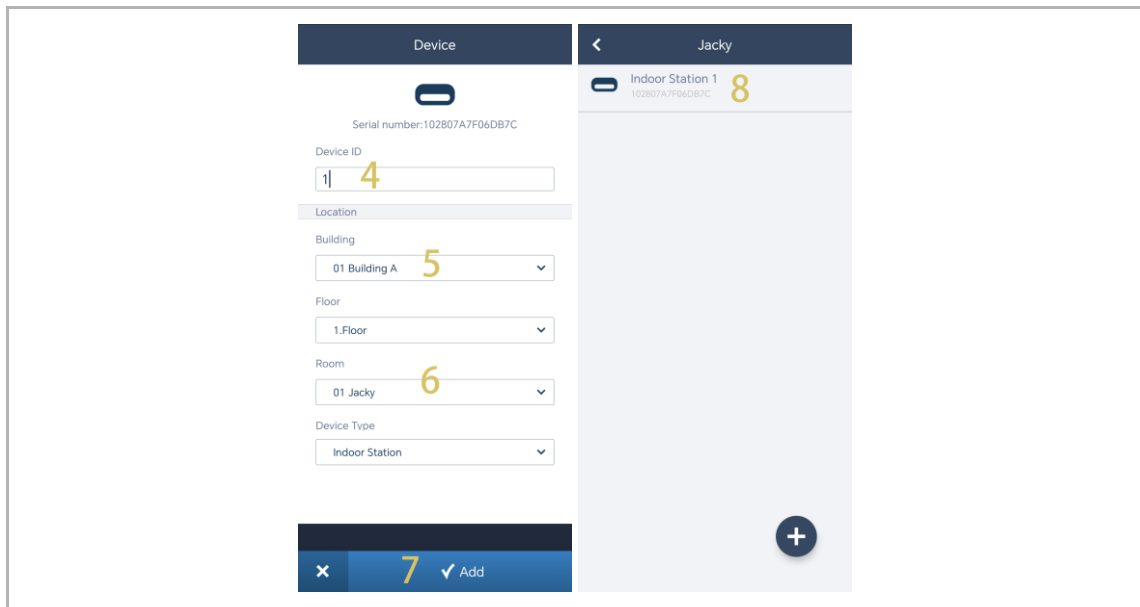 Device
Serial number:102807A7F06DB7C
Device ID
1
4
Location
Building
01 Building A
5
Floor
1.Floor
Room
01 Jacky
6
Device Type
Indoor Station
7
Add
Jacky
Indoor Station 1
102807A7F06DB7C
8